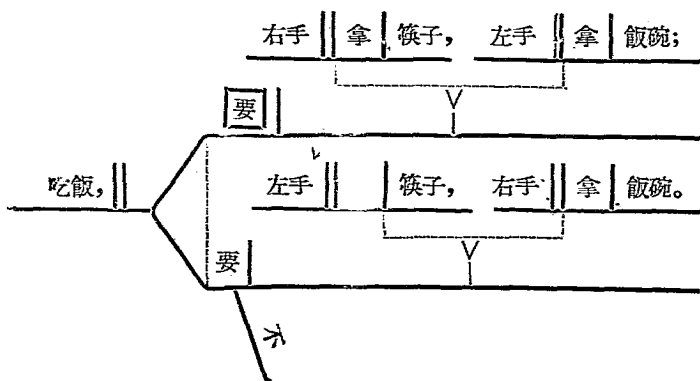 右手 拿 筷子, 左手 拿 飯碗;
要
吃飯, 左手 筷子, 右手 拿 飯碗。
要
不